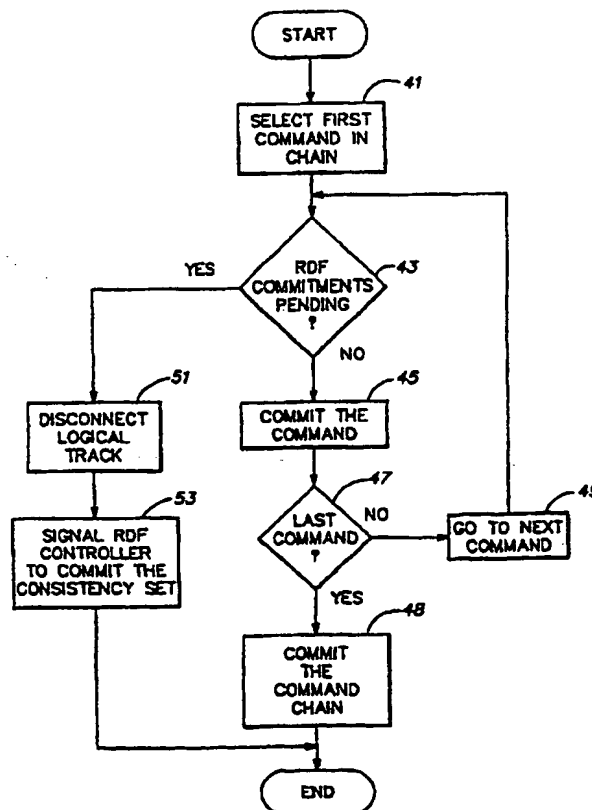 START
41
SELECT FIRST
COMMAND IN
CHAIN
YES
RDF
COMMITMENTS
PENDING
?
43
NO
51
DISCONNECT
LOGICAL
TRACK
45
COMMIT THE
COMMAND
47
LAST
COMMAND
?
NO
49
GO TO NEXT
COMMAND
53
SIGNAL RDF
CONTROLLER
TO COMMIT THE
CONSISTENCY SET
YES
48
COMMIT
THE
COMMAND
CHAIN
END